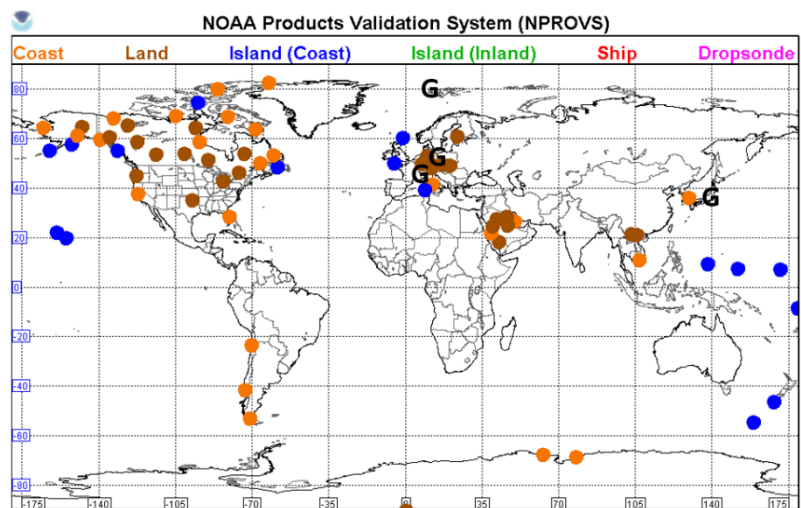 NOAA Products Validation System (NPROVS)
Coast Land Island (Coast) Island (Inland) Ship Dropsonde
80
60
40
20
0
-20
-40
-60
-80
G
G
G
G
-175 -140 -105 -70 -35 0 35 70 105 140 175